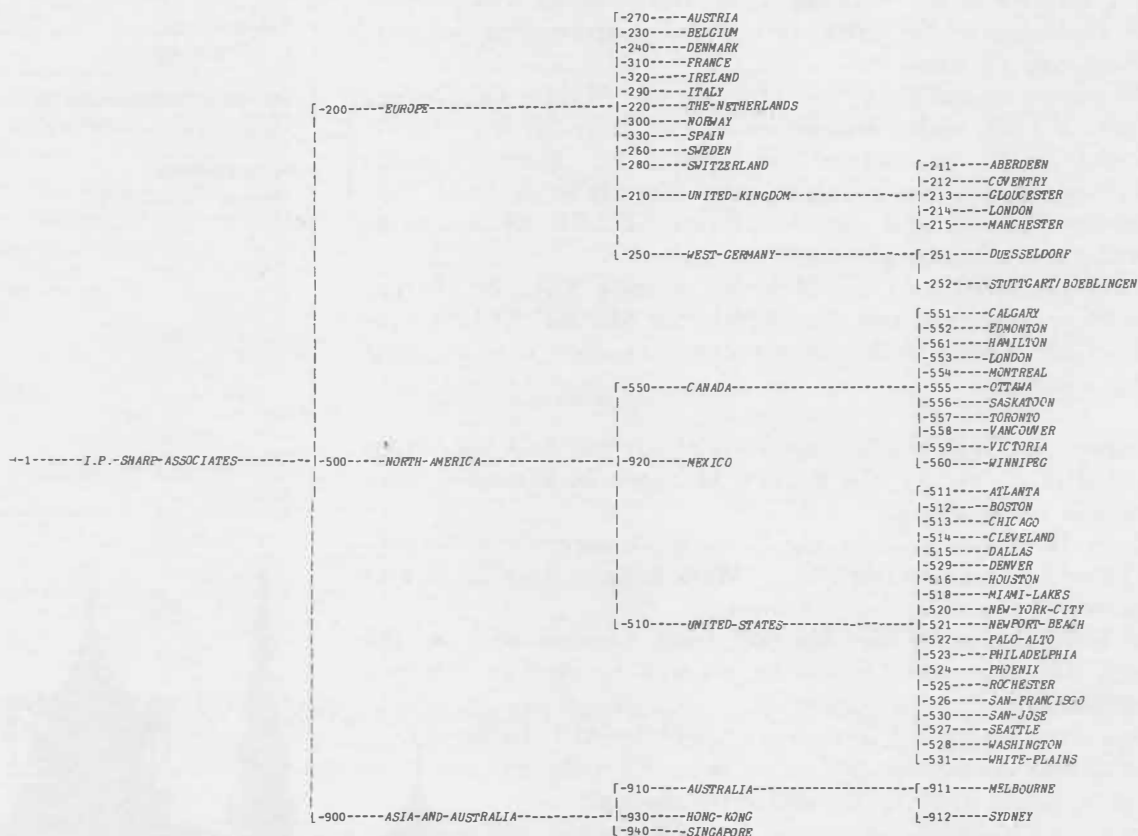 ┌-270-----AUSTRIA
|-230-----BELGIUM
|-240-----DENMARK
|-310-----FRANCE
|-320-----IRELAND
|-290-----ITALY
┌-200-----EUROPE-----------------------|-220-----THE-NETHERLANDS
|-300-----NORWAY
|-330-----SPAIN
|-260-----SWEDEN
|-280-----SWITZERLAND ┌-211-----ABERDEEN
|-212-----COVENTRY
|-210-----UNITED-KINGDOM---------------|-213-----GLOUCESTER
|-214-----LONDON
└-215-----MANCHESTER
└-250-----WEST-GERMANY-----------------┌-251-----DUESSELDORF
└-252-----STUTTGART/BOEBLINGEN
┌-551-----CALGARY
|-552-----EDMONTON
|-561-----HAMILTON
|-553-----LONDON
|-554-----MONTREAL
┌-550-----CANADA-----------------------|-555-----OTTAWA
|-556-----SASKATOON
|-557-----TORONTO
|-558-----VANCOUVER
|-559-----VICTORIA
-1-------I.P.-SHARP-ASSOCIATES---------|-500-----NORTH-AMERICA----------------|-920-----MEXICO └-560-----WINNIPEG
┌-511-----ATLANTA
|-512-----BOSTON
|-513-----CHICAGO
|-514-----CLEVELAND
|-515-----DALLAS
|-529-----DENVER
|-516-----HOUSTON
|-518-----MIAMI-LAKES
|-520-----NEW-YORK-CITY
└-510-----UNITED-STATES----------------|-521-----NEWPORT-BEACH
|-522-----PALO-ALTO
|-523-----PHILADELPHIA
|-524-----PHOENIX
|-525-----ROCHESTER
|-526-----SAN-FRANCISCO
|-530-----SAN-JOSE
|-527-----SEATTLE
|-528-----WASHINGTON
└-531-----WHITE-PLAINS
┌-910-----AUSTRALIA--------------------┌-911-----MELBOURNE
└-900-----ASIA-AND-AUSTRALIA-----------|-930-----HONG-KONG └-912-----SYDNEY
└-940-----SINGAPORE